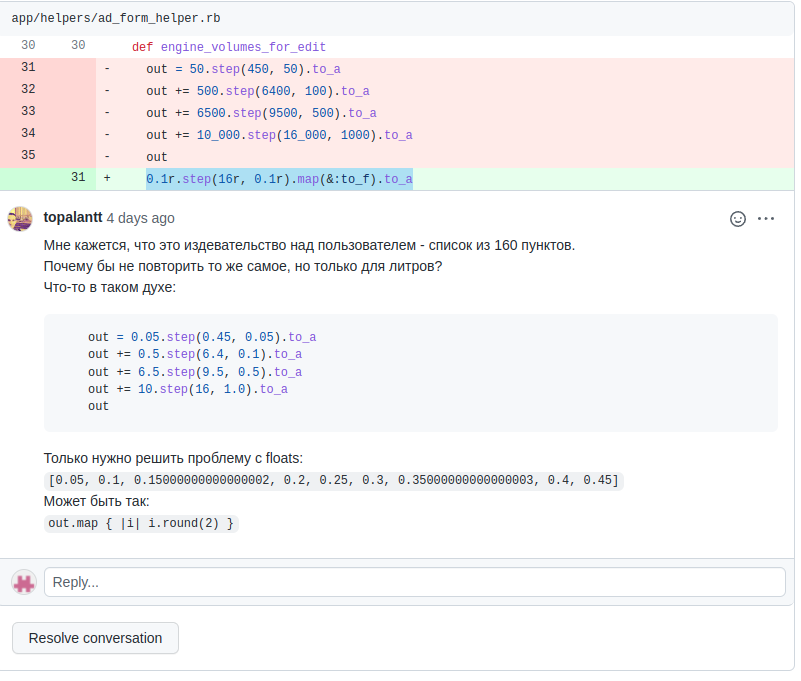 app/helpers/ad_form_helper.rb
30 30 def engine_volumes_for_edit
31 - out = 50.step(450, 50).to_a
32 - out += 500.step(6400, 100).to_a
33 - out += 6500.step(9500, 500).to_a
34 - out += 10_000.step(16_000, 1000).to_a
35 - out
31 + 0.1r.step(16r, 0.1r).map(&:to_f).to_a
topalantt 4 days ago
Мне кажется, что это издевательство над пользователем - список из 160 пунктов.
Почему бы не повторить то же самое, но только для литров?
Что-то в таком духе:
out = 0.05.step(0.45, 0.05).to_a
out += 0.5.step(6.4, 0.1).to_a
out += 6.5.step(9.5, 0.5).to_a
out += 10.step(16, 1.0).to_a
out
Только нужно решить проблему с floats:
[0.05, 0.1, 0.15000000000000002, 0.2, 0.25, 0.3, 0.35000000000000003, 0.4, 0.45]
Может быть так:
out.map { |i| i.round(2) }
Reply...
Resolve conversation